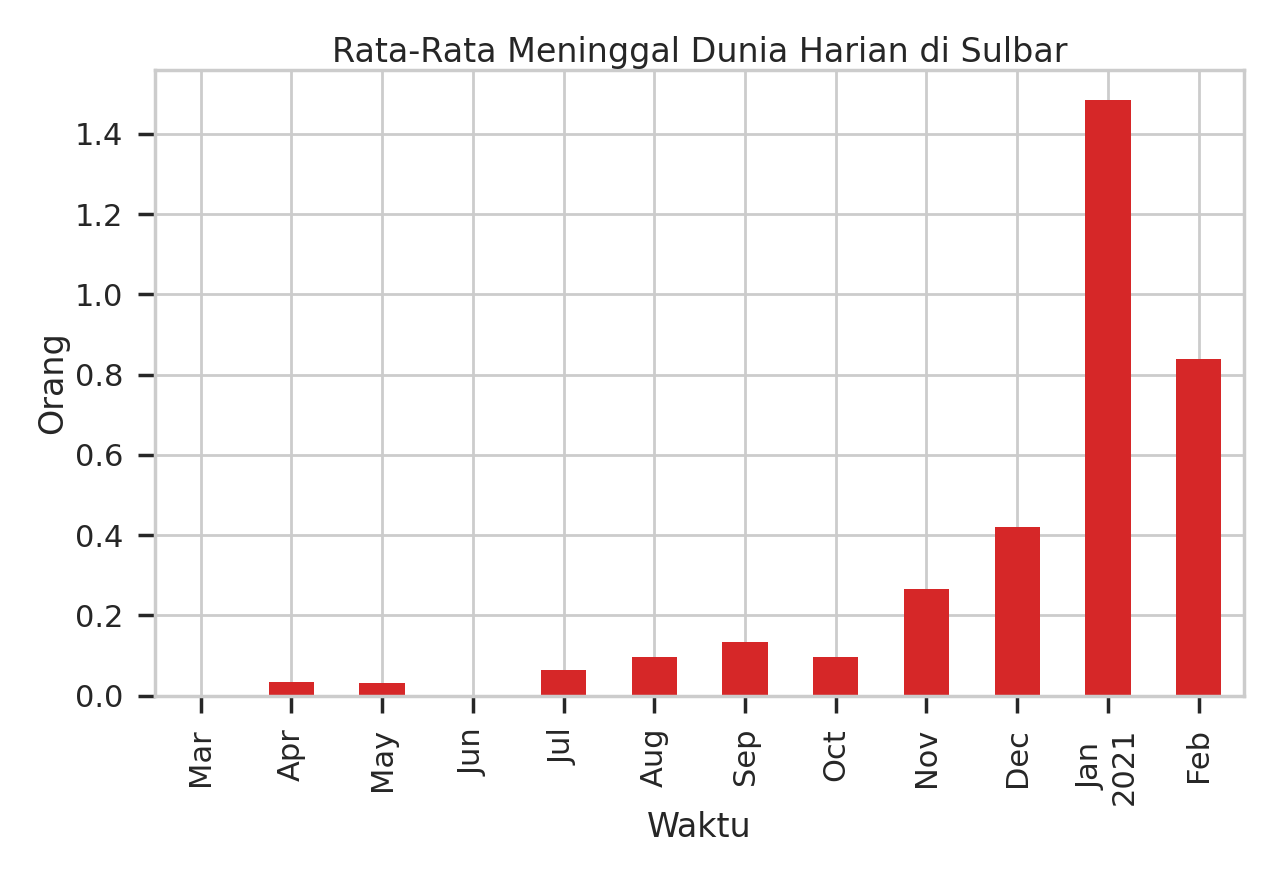 Rata-Rata Meninggal Dunia Harian di Sulbar
Orang
1.4
1.2
1.0
0.8
0.6
0.4
0.2
0.0
Mar
Apr
May
Jun
Jul
Aug
Sep
Oct
Nov
Dec
Jan
2021
Feb
Waktu